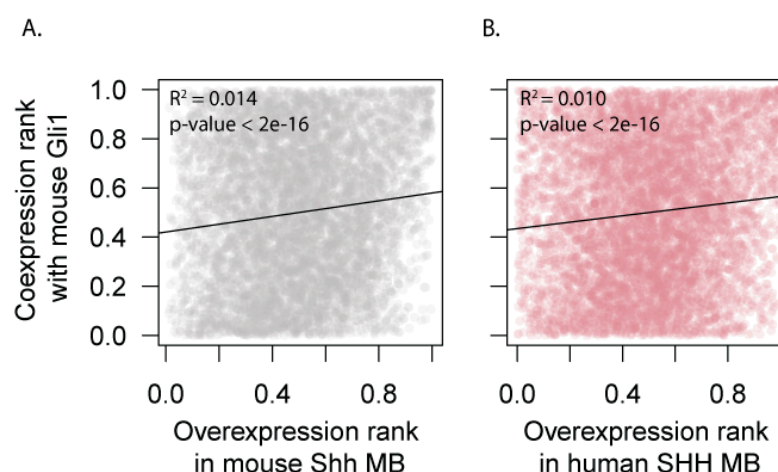 A.
B.
R² = 0.014
p-value < 2e-16
R² = 0.010
p-value < 2e-16
Coexpression rank
with mouse Gli1
1.0
0.8
0.6
0.4
0.2
0.0
0.0 0.4 0.8
0.0 0.4 0.8
Overexpression rank
in mouse Shh MB
Overexpression rank
in human SHH MB